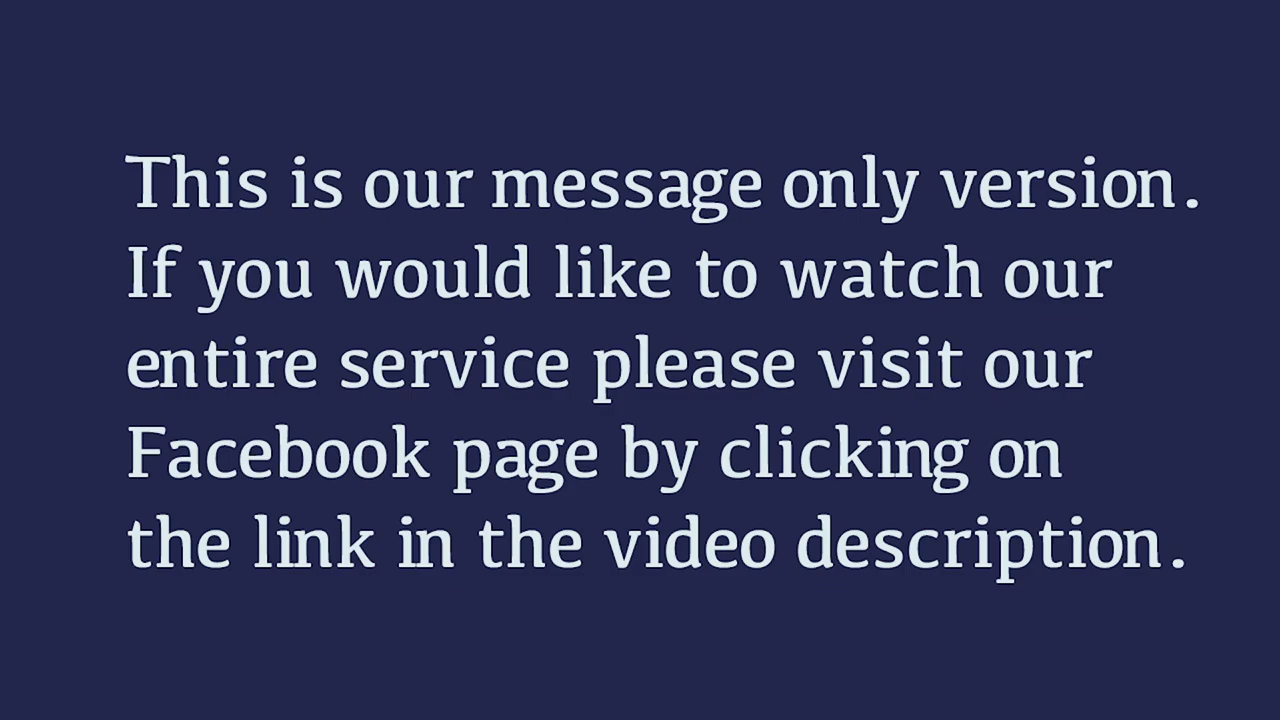 This is our message only version.
If you would like to watch our
entire service please visit our
Facebook page by clicking on
the link in the video description.